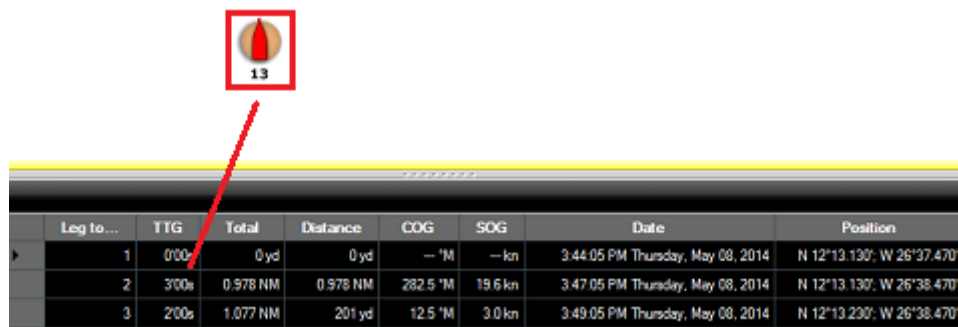 13
Leg to... TTG Total Distance COG SOG Date Position
1 0'00s 0 yd 0 yd — °M — kn 3:44:05 PM Thursday, May 08, 2014 N 12°13.130'; W 26°37.470'
2 3'00s 0.978 NM 0.978 NM 282.5 °M 19.6 kn 3:47:05 PM Thursday, May 08, 2014 N 12°13.130'; W 26°38.470'
3 2'00s 1.077 NM 201 yd 12.5 °M 3.0 kn 3:49:05 PM Thursday, May 08, 2014 N 12°13.230'; W 26°38.470'